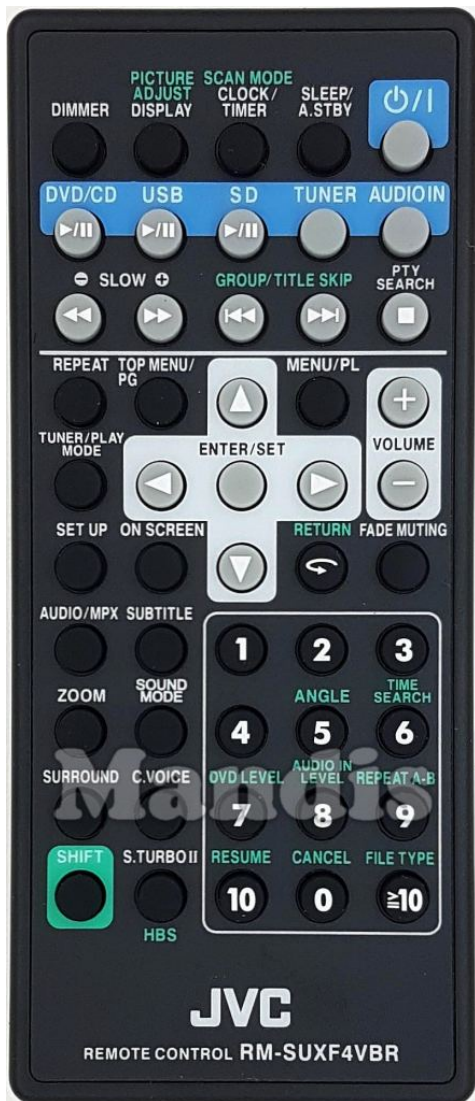 PICTURE ADJUST SCAN MODE
DIMMER DISPLAY CLOCK/TIMER SLEEP/A.STBY ⏻/I
DVD/CD USB SD TUNER AUDIO IN
⊖ SLOW ⊕ GROUP/TITLE SKIP PTY SEARCH
REPEAT TOP MENU/PG MENU/PL
+
TUNER/PLAY MODE ENTER/SET VOLUME
−
SET UP ON SCREEN RETURN FADE MUTING
AUDIO/MPX SUBTITLE
1 2 3
ZOOM SOUND MODE ANGLE TIME SEARCH
4 5 6
Mandis
SURROUND C.VOICE DVD LEVEL AUDIO IN LEVEL REPEAT A-B
7 8 9
SHIFT S.TURBO II RESUME CANCEL FILE TYPE
10 0 ≧10
HBS
JVC
REMOTE CONTROL RM-SUXF4VBR